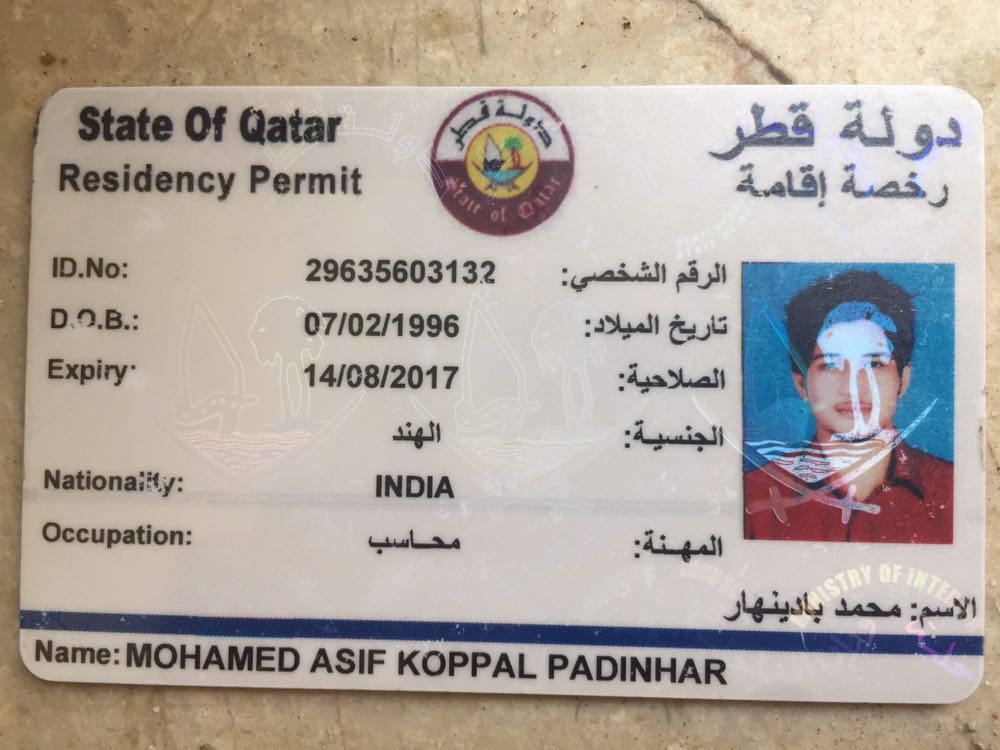 State Of Qatar دولة قطر
Residency Permit رخصة إقامة
دولة قطر
State of Qatar
ID.No: 29635603132 الرقم الشخصي:
D.O.B.: 07/02/1996 تاريخ الميلاد:
Expiry: 14/08/2017 الصلاحية:
الهند الجنسية:
Nationality: INDIA
Occupation: محاسب المهنة:
MINISTRY OF INTE
الاسم: محمد بادينهار
Name: MOHAMED ASIF KOPPAL PADINHAR